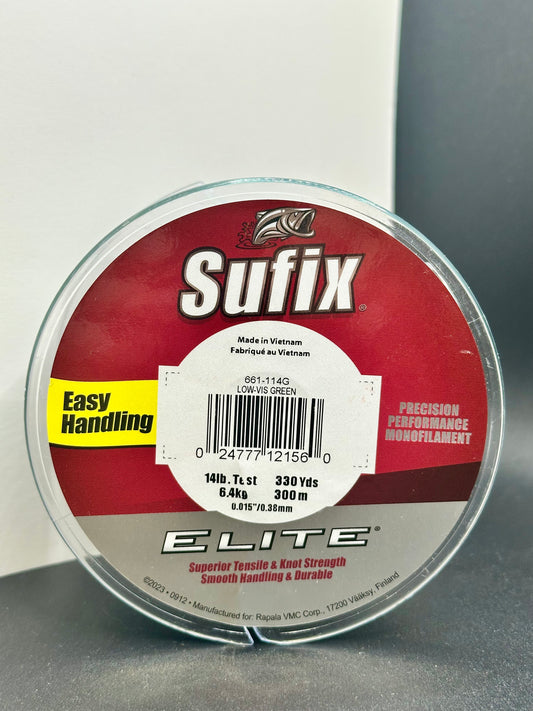 Sufix®
Made in Vietnam
Fabriqué au Vietnam
661-114G
LOW-VIS GREEN
Easy
Handling
0 24777 12156 0
PRECISION
PERFORMANCE
MONOFILAMENT
14lb. Test 330 Yds
6.4kg 300 m
0.015"/0.38mm
ELITE®
Superior Tensile & Knot Strength
Smooth Handling & Durable
©2023 • 0912 • Manufactured for: Rapala VMC Corp., 17200 Vääksy, Finland